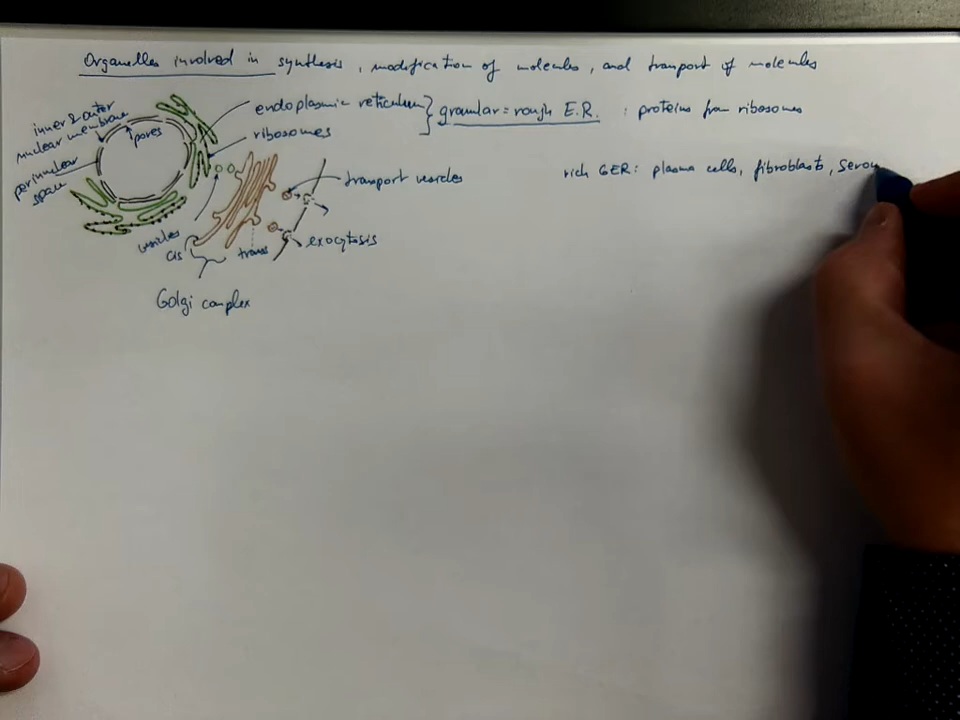 Organelles involved in synthesis, modification of molecules, and transport of molecules
endoplasmic reticulum } granular = rough E.R. : proteins from ribosomes
ribosomes
inner & outer
nuclear membrane
pores
perinuclear
space
transport vesicles
rich GER: plasma cells, fibroblasts, serou
vesicles
cis
trans
exocytosis
Golgi complex